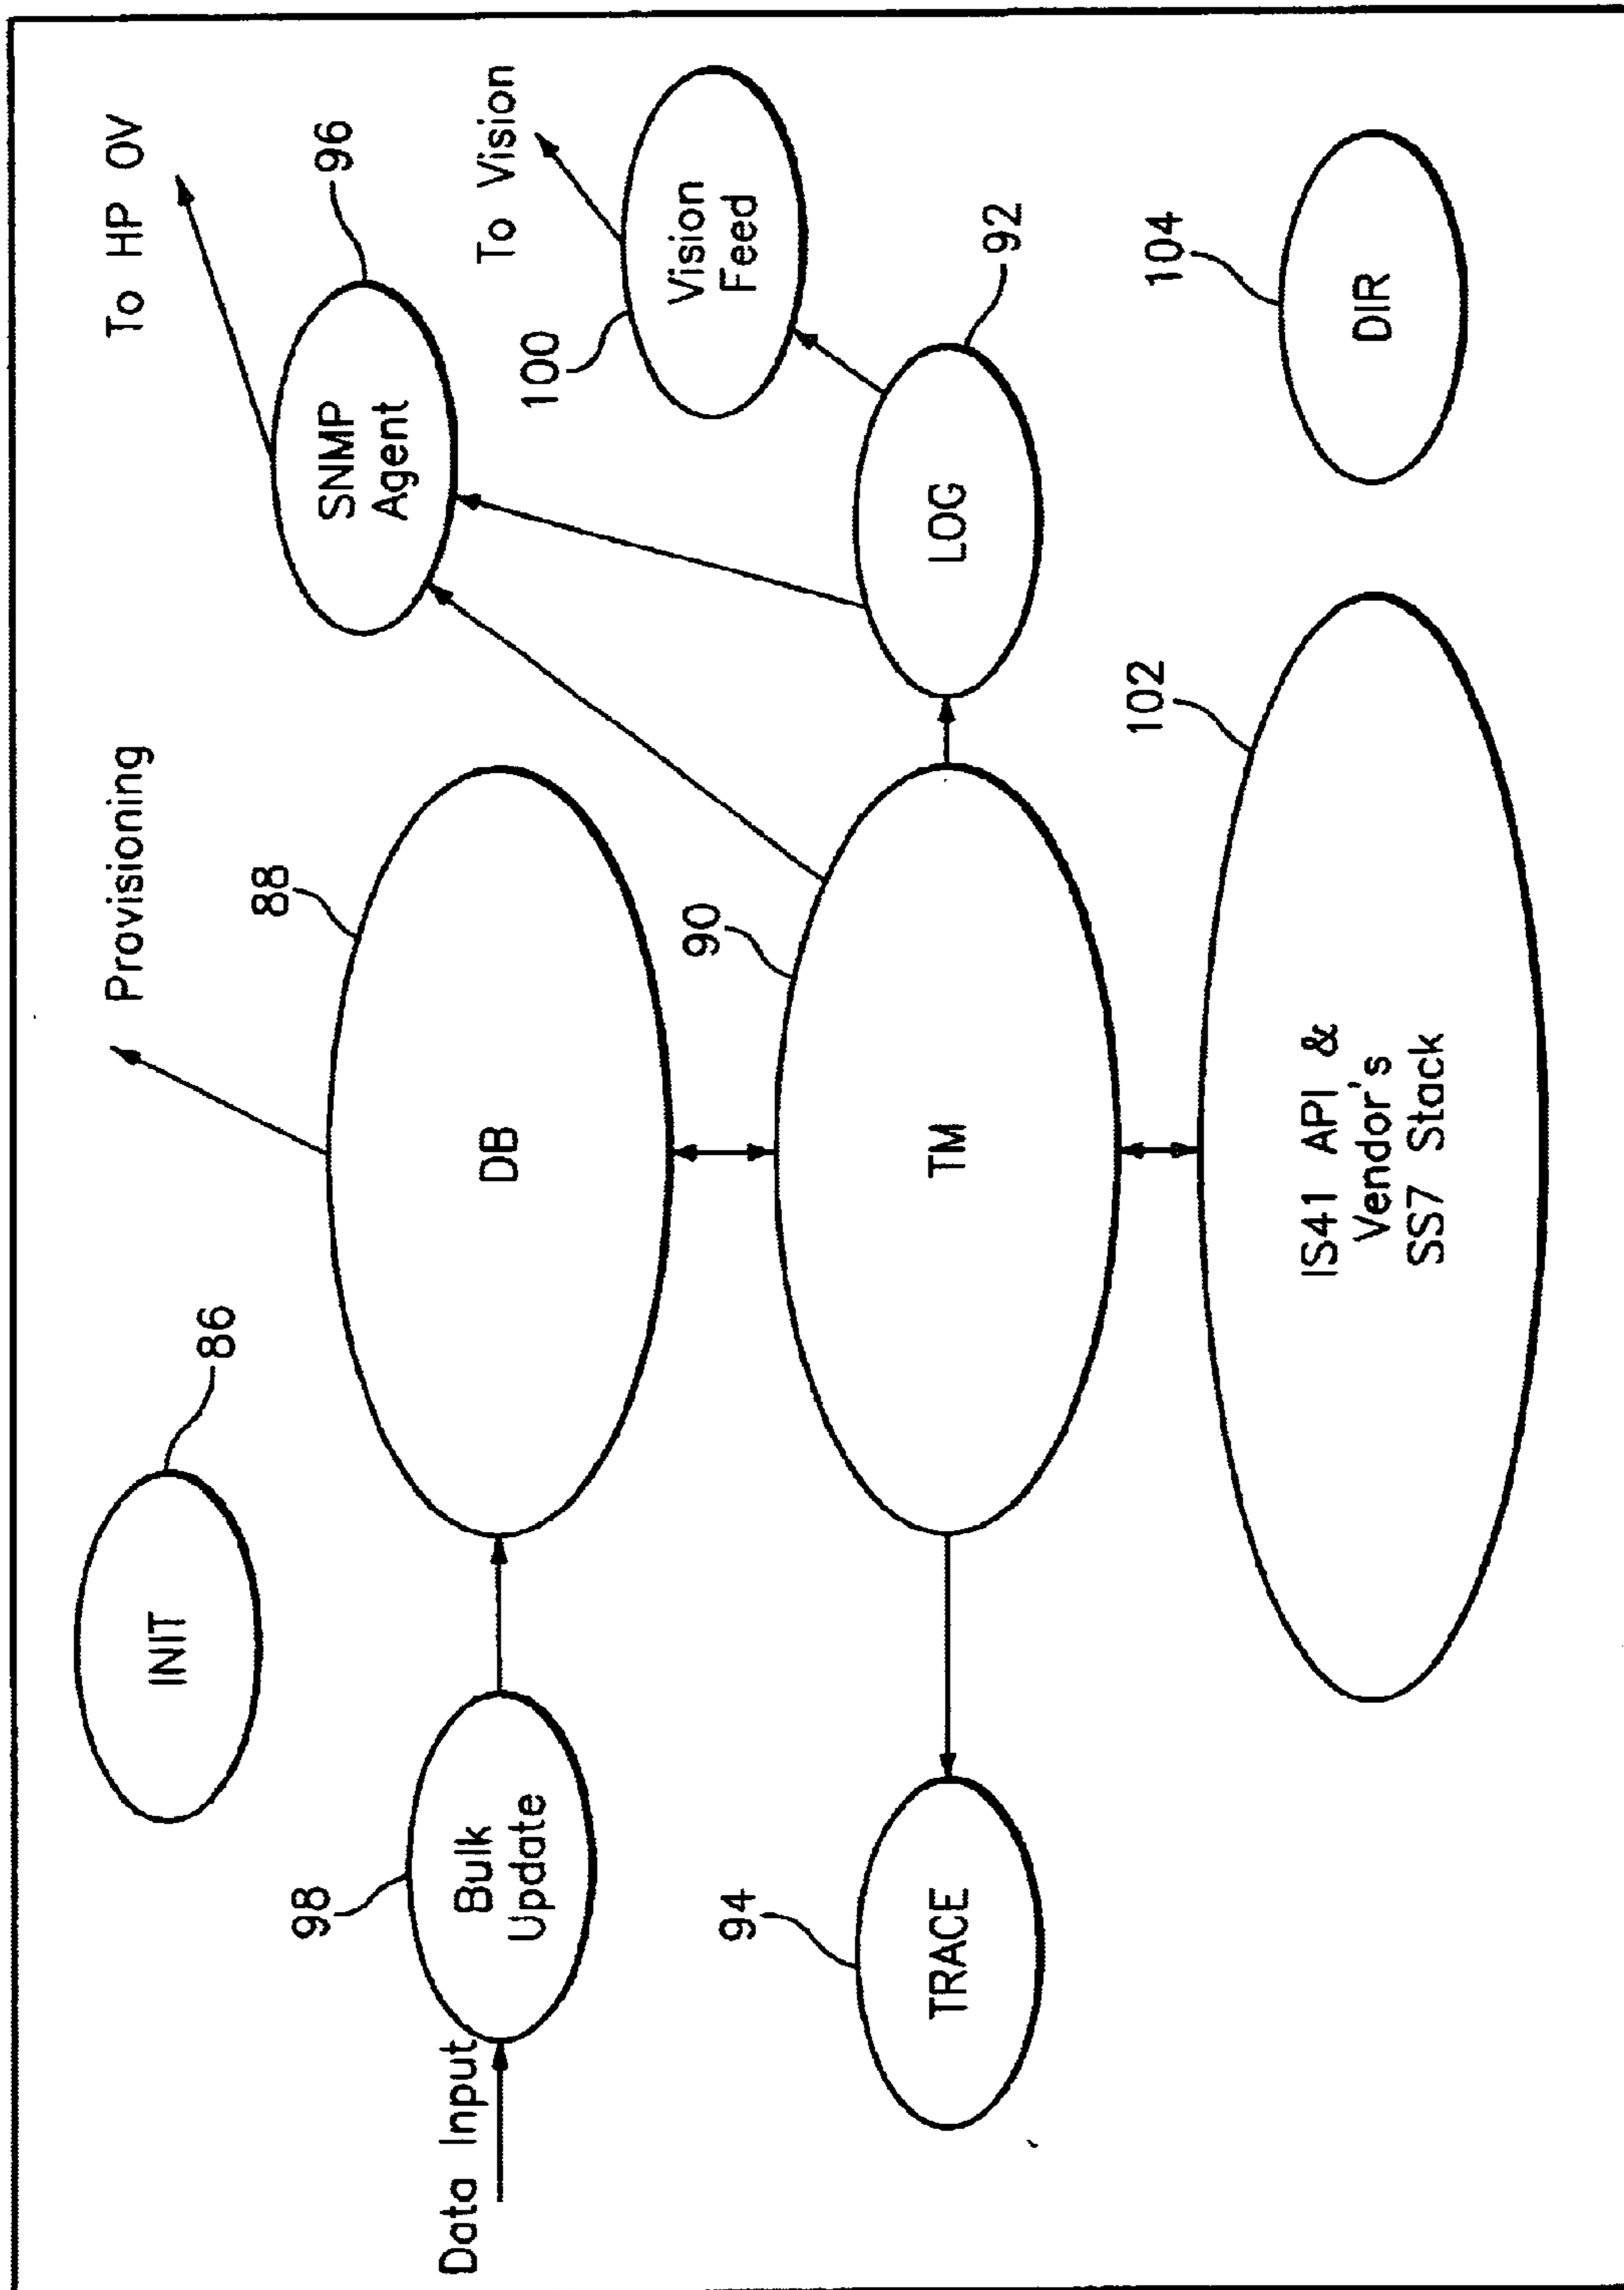 Provisioning
To HP OV
INIT
86
88
96
SNMP
Agent
To Vision
Data Input
98
Bulk
Update
DB
100
Vision
Feed
90
92
94
TRACE
TM
LOG
102
104
IS41 API &
Vendor's
SS7 Stack
DIR